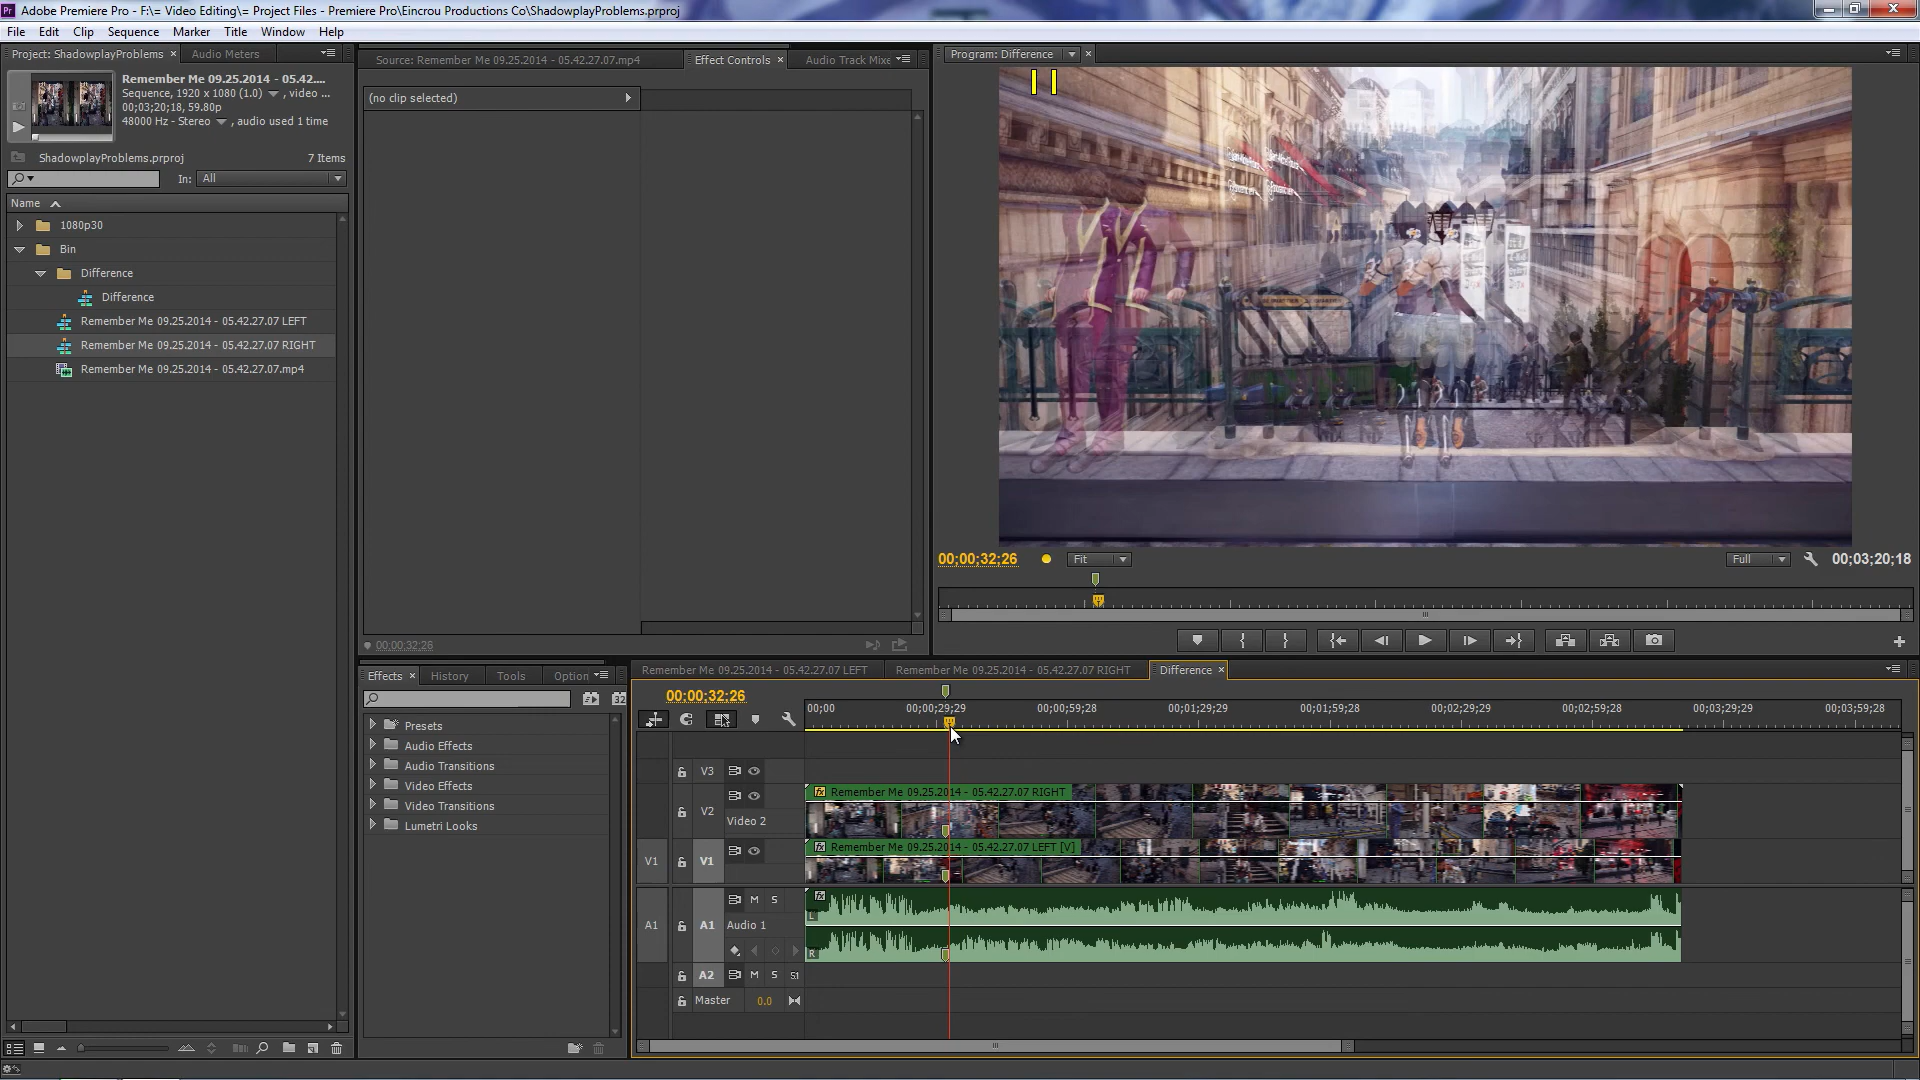 Adobe Premiere Pro - F:\= Video Editing\= Project Files - Premiere Pro\Eincrou Productions Co\ShadowplayProblems.prproj
File Edit Clip Sequence Marker Title Window Help
Project: ShadowplayProblems
Audio Meters
Remember Me 09.25.2014 - 05.42....
Sequence, 1920 x 1080 (1.0) , video ...
00;03;20;18, 59.80p
48000 Hz - Stereo , audio used 1 time
ShadowplayProblems.prproj
7 Items
In: All
Name
1080p30
Bin
Difference
Difference
Remember Me 09.25.2014 - 05.42.27.07 LEFT
Remember Me 09.25.2014 - 05.42.27.07 RIGHT
Remember Me 09.25.2014 - 05.42.27.07.mp4
Source: Remember Me 09.25.2014 - 05.42.27.07.mp4
Effect Controls
Audio Track Mixe
(no clip selected)
00;00;32;26
Program: Difference
00;00;32;26
Fit
Full
00;03;20;18
Effects
History
Tools
Option
32
Presets
Audio Effects
Audio Transitions
Video Effects
Video Transitions
Lumetri Looks
Remember Me 09.25.2014 - 05.42.27.07 LEFT
Remember Me 09.25.2014 - 05.42.27.07 RIGHT
Difference
00;00;32;26
00;00 00;00;29;29 00;00;59;28 00;01;29;29 00;01;59;28 00;02;29;29 00;02;59;28 00;03;29;29 00;03;59;28
V3
V2
Video 2
Remember Me 09.25.2014 - 05.42.27.07 RIGHT
V1 V1
Remember Me 09.25.2014 - 05.42.27.07 LEFT [V]
M S
A1 A1 Audio 1
L
R
A2 M S 51
Master 0.0